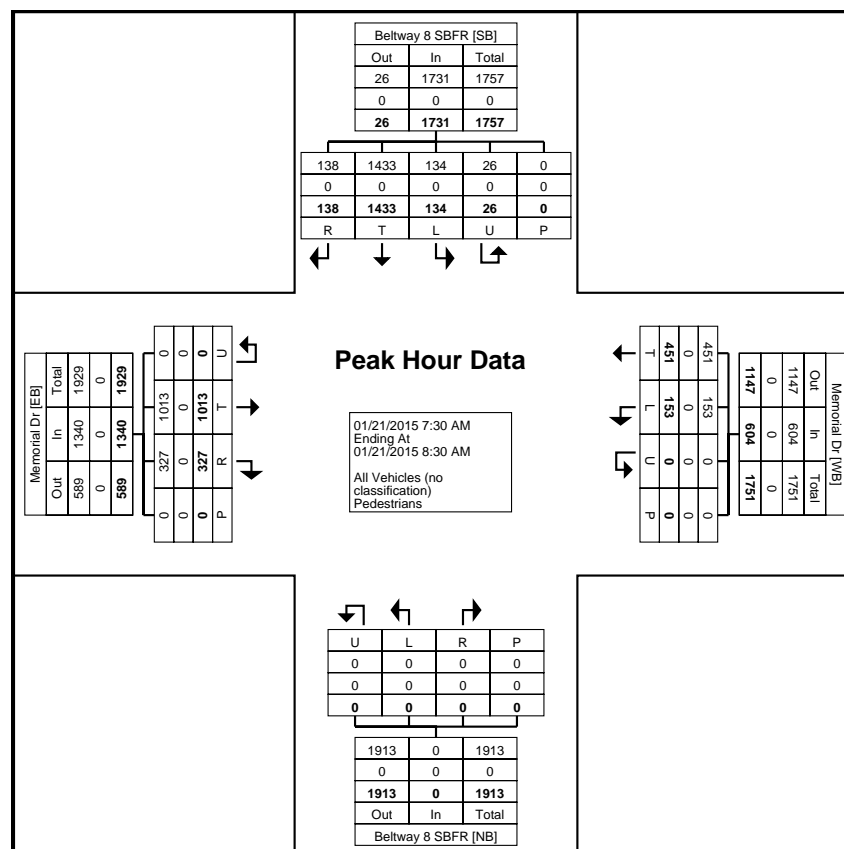 Beltway 8 SBFR [SB]
Out In Total
26 1731 1757
0 0 0
26 1731 1757
138 1433 134 26 0
0 0 0 0 0
138 1433 134 26 0
R T L U P
Peak Hour Data
01/21/2015 7:30 AM
Ending At
01/21/2015 8:30 AM
All Vehicles (no
classification)
Pedestrians
Memorial Dr [EB]
Total In Out
1929 1340 589
0 0 0
1929 1340 589
0 1013 327 0
0 0 0 0
0 1013 327 0
U T R P
Memorial Dr [WB]
Out In Total
1147 604 1751
0 0 0
1147 604 1751
451 153 0 0
0 0 0 0
451 153 0 0
T L U P
U L R P
0 0 0 0
0 0 0 0
0 0 0 0
1913 0 1913
0 0 0
1913 0 1913
Out In Total
Beltway 8 SBFR [NB]